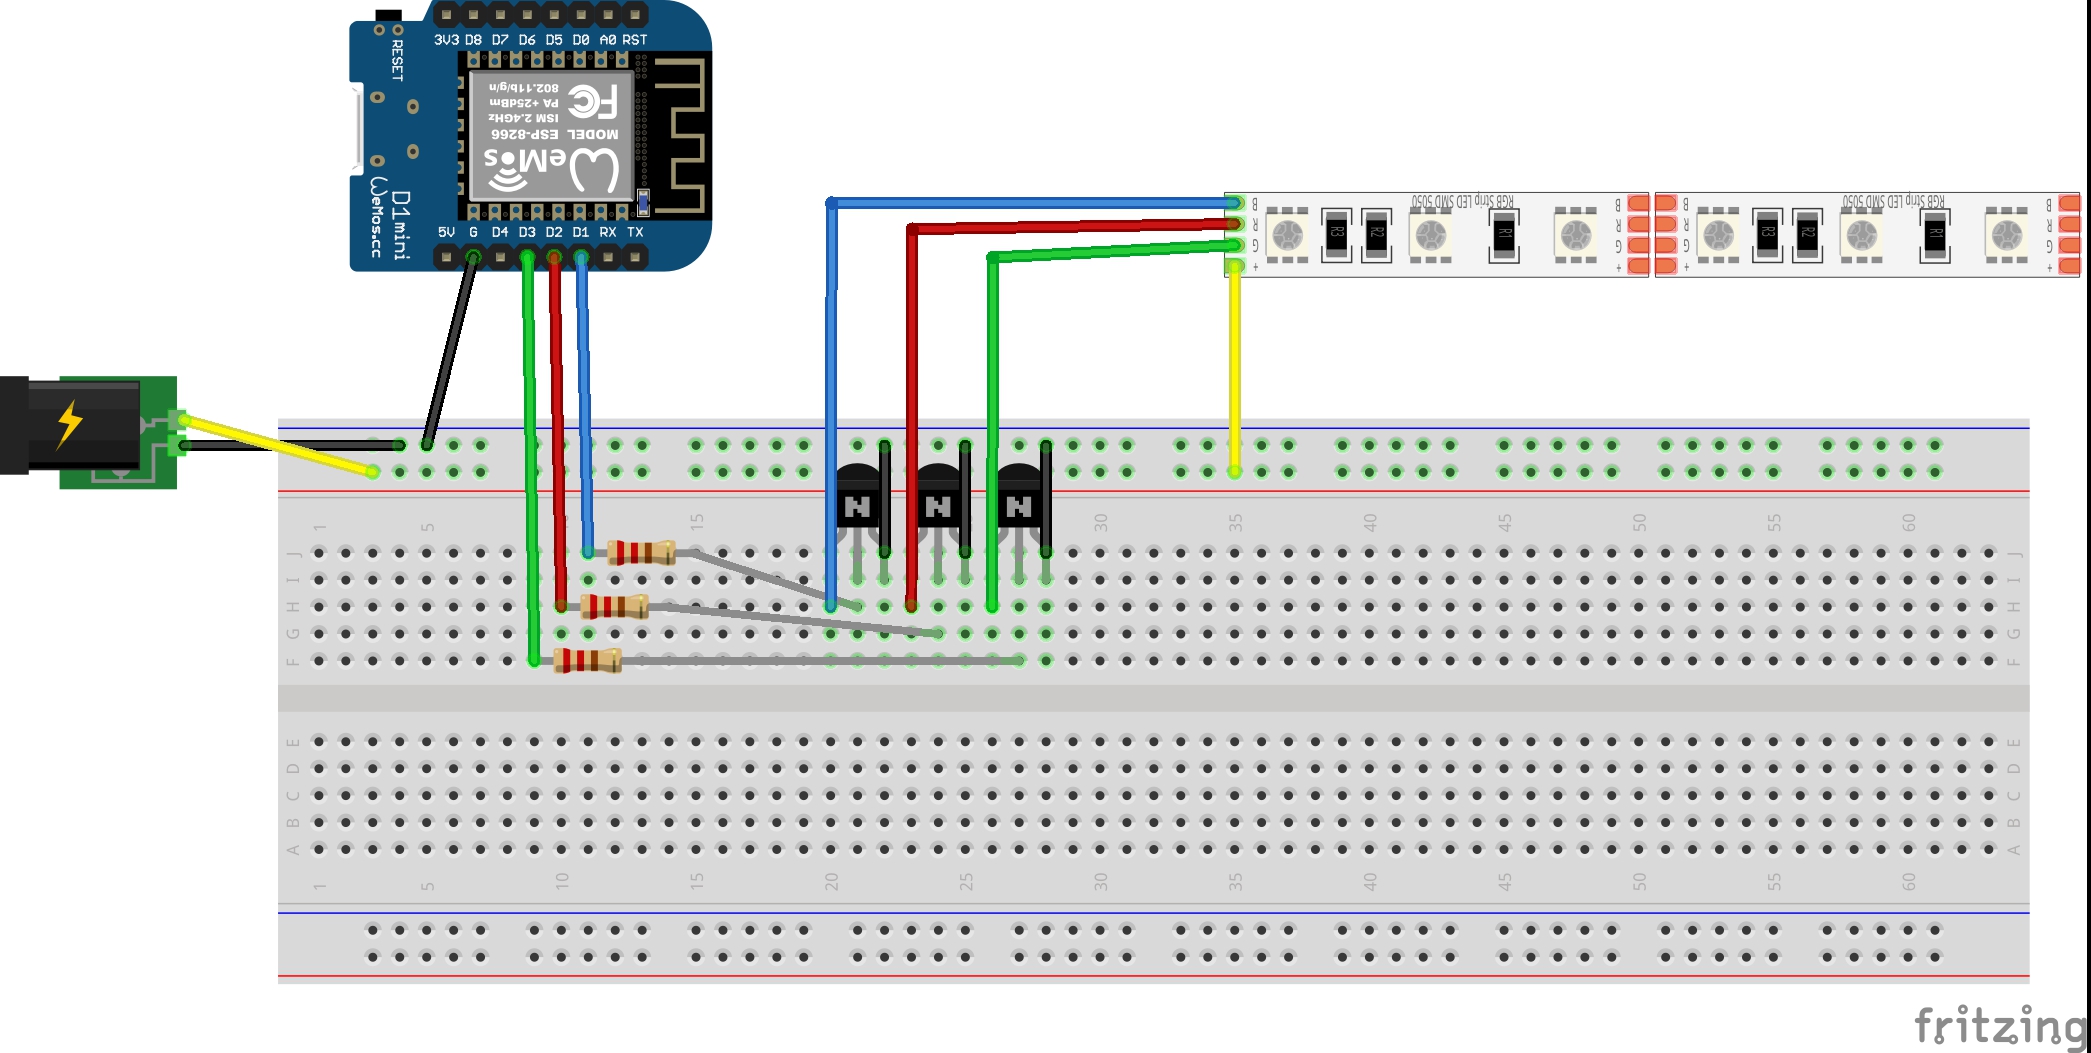 RESET
3V3 D8 D7 D6 D5 D0 A0 RST
802.11b/g/n
PA +25dBm
ISM 2.4GHz
MODEL ESP-8266
FC
WeMos
D1mini
(WeMos.cc
5V G D4 D3 D2 D1 RX TX
B RGB Strip LED SMD 5050 B B RGB Strip LED SMD 5050 B
R R3 R2 R1 R R R3 R2 R1 R
G G G G
+ + + +
1 5 15 30 35 40 45 50 55 60
N N N
J J
I I
H H
G G
F F
E E
D D
C C
B B
A A
1 5 10 15 20 25 30 35 40 45 50 55 60
fritzing